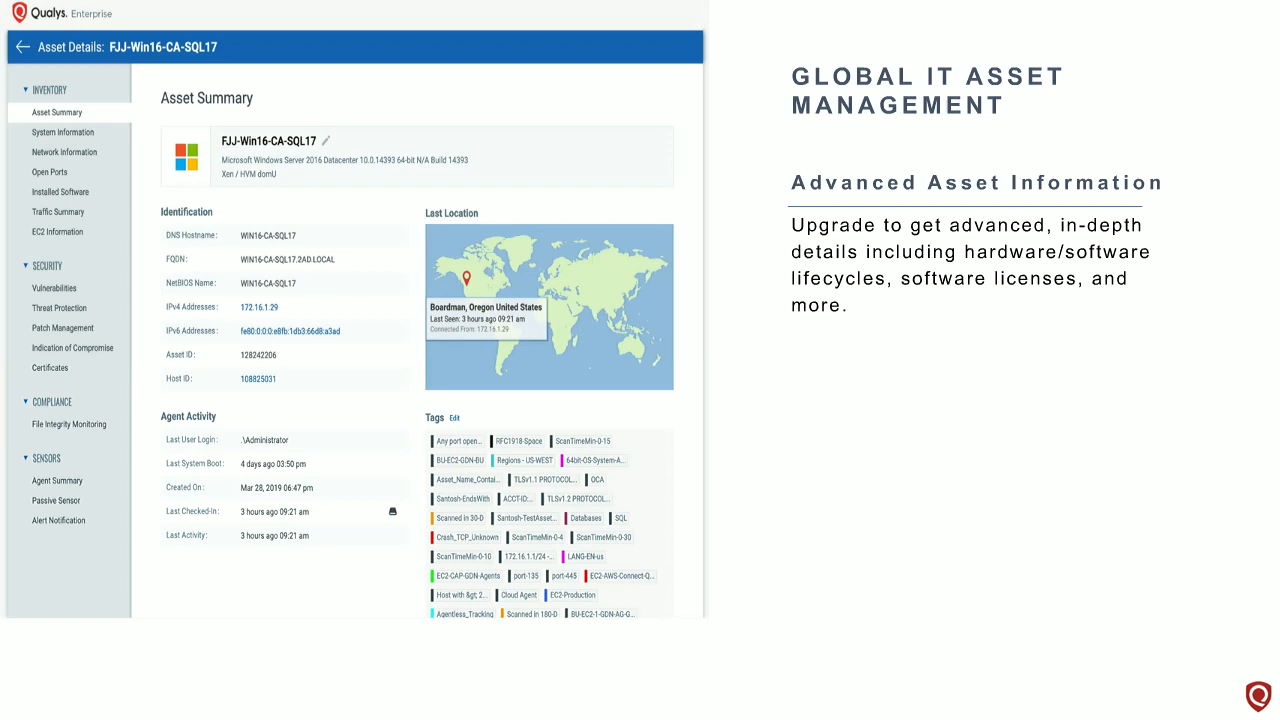 Qualys. Enterprise
Asset Details: FJJ-Win16-CA-SQL17
INVENTORY
Asset Summary
System Information
Network Information
Open Ports
Installed Software
Traffic Summary
EC2 Information
SECURITY
Vulnerabilities
Threat Protection
Patch Management
Indication of Compromise
Certificates
COMPLIANCE
File Integrity Monitoring
SENSORS
Agent Summary
Passive Sensor
Alert Notification
Asset Summary
FJJ-Win16-CA-SQL17
Microsoft Windows Server 2016 Datacenter 10.0.14393 64-bit N/A Build 14393
Xen / HVM domU
Identification
DNS Hostname: WIN16-CA-SQL17
FQDN: WIN16-CA-SQL17.2AD.LOCAL
NetBIOS Name: WIN16-CA-SQL17
IPv4 Addresses: 172.16.1.29
IPv6 Addresses: fe80:0:0:0:e8fb:1db3:66d8:a3ad
Asset ID: 128242206
Host ID: 108825031
Agent Activity
Last User Login: .\Administrator
Last System Boot: 4 days ago 03:50 pm
Created On: Mar 28, 2019 06:47 pm
Last Checked-In: 3 hours ago 09:21 am
Last Activity: 3 hours ago 09:21 am
Last Location
Boardman, Oregon United States
Last Seen: 3 hours ago 09:21 am
Connected From: 172.16.1.29
Tags Edit
Any port open... RFC1918-Space ScanTimeMin-0-15
BU-EC2-GDN-BU Regions - US-WEST 64bit-OS-System-A...
Asset_Name_Contai... TLSv1.1 PROTOCOL... OCA
Santosh-EndsWith ACCT-ID:... TLSv1.2 PROTOCOL...
Scanned in 30-D Santosh-TestAsset... Databases SQL
Crash_TCP_Unknown ScanTimeMin-0-4 ScanTimeMin-0-30
ScanTimeMin-0-10 172.16.1.1/24 -... LANG-EN-us
EC2-CAP-GDN-Agents port-135 port-445 EC2-AWS-Connect-Q...
Host with &gt; 2... Cloud Agent EC2-Production
Agentless_Tracking Scanned in 180-D BU-EC2-1-GDN-AG-G...
GLOBAL IT ASSET
MANAGEMENT
Advanced Asset Information
Upgrade to get advanced, in-depth
details including hardware/software
lifecycles, software licenses, and
more.